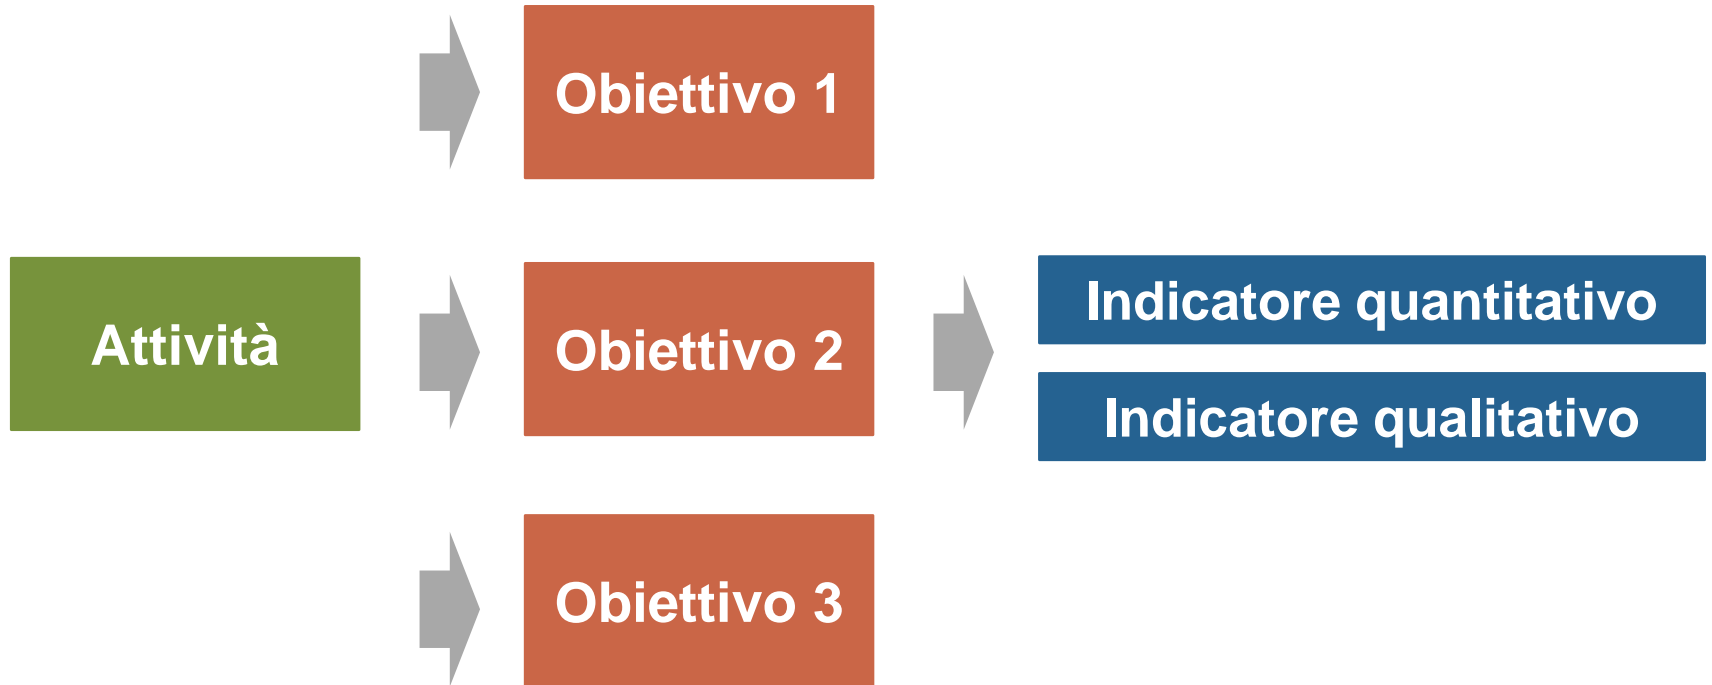 Obiettivo 1
Attività
Obiettivo 2
Indicatore quantitativo
Indicatore qualitativo
Obiettivo 3